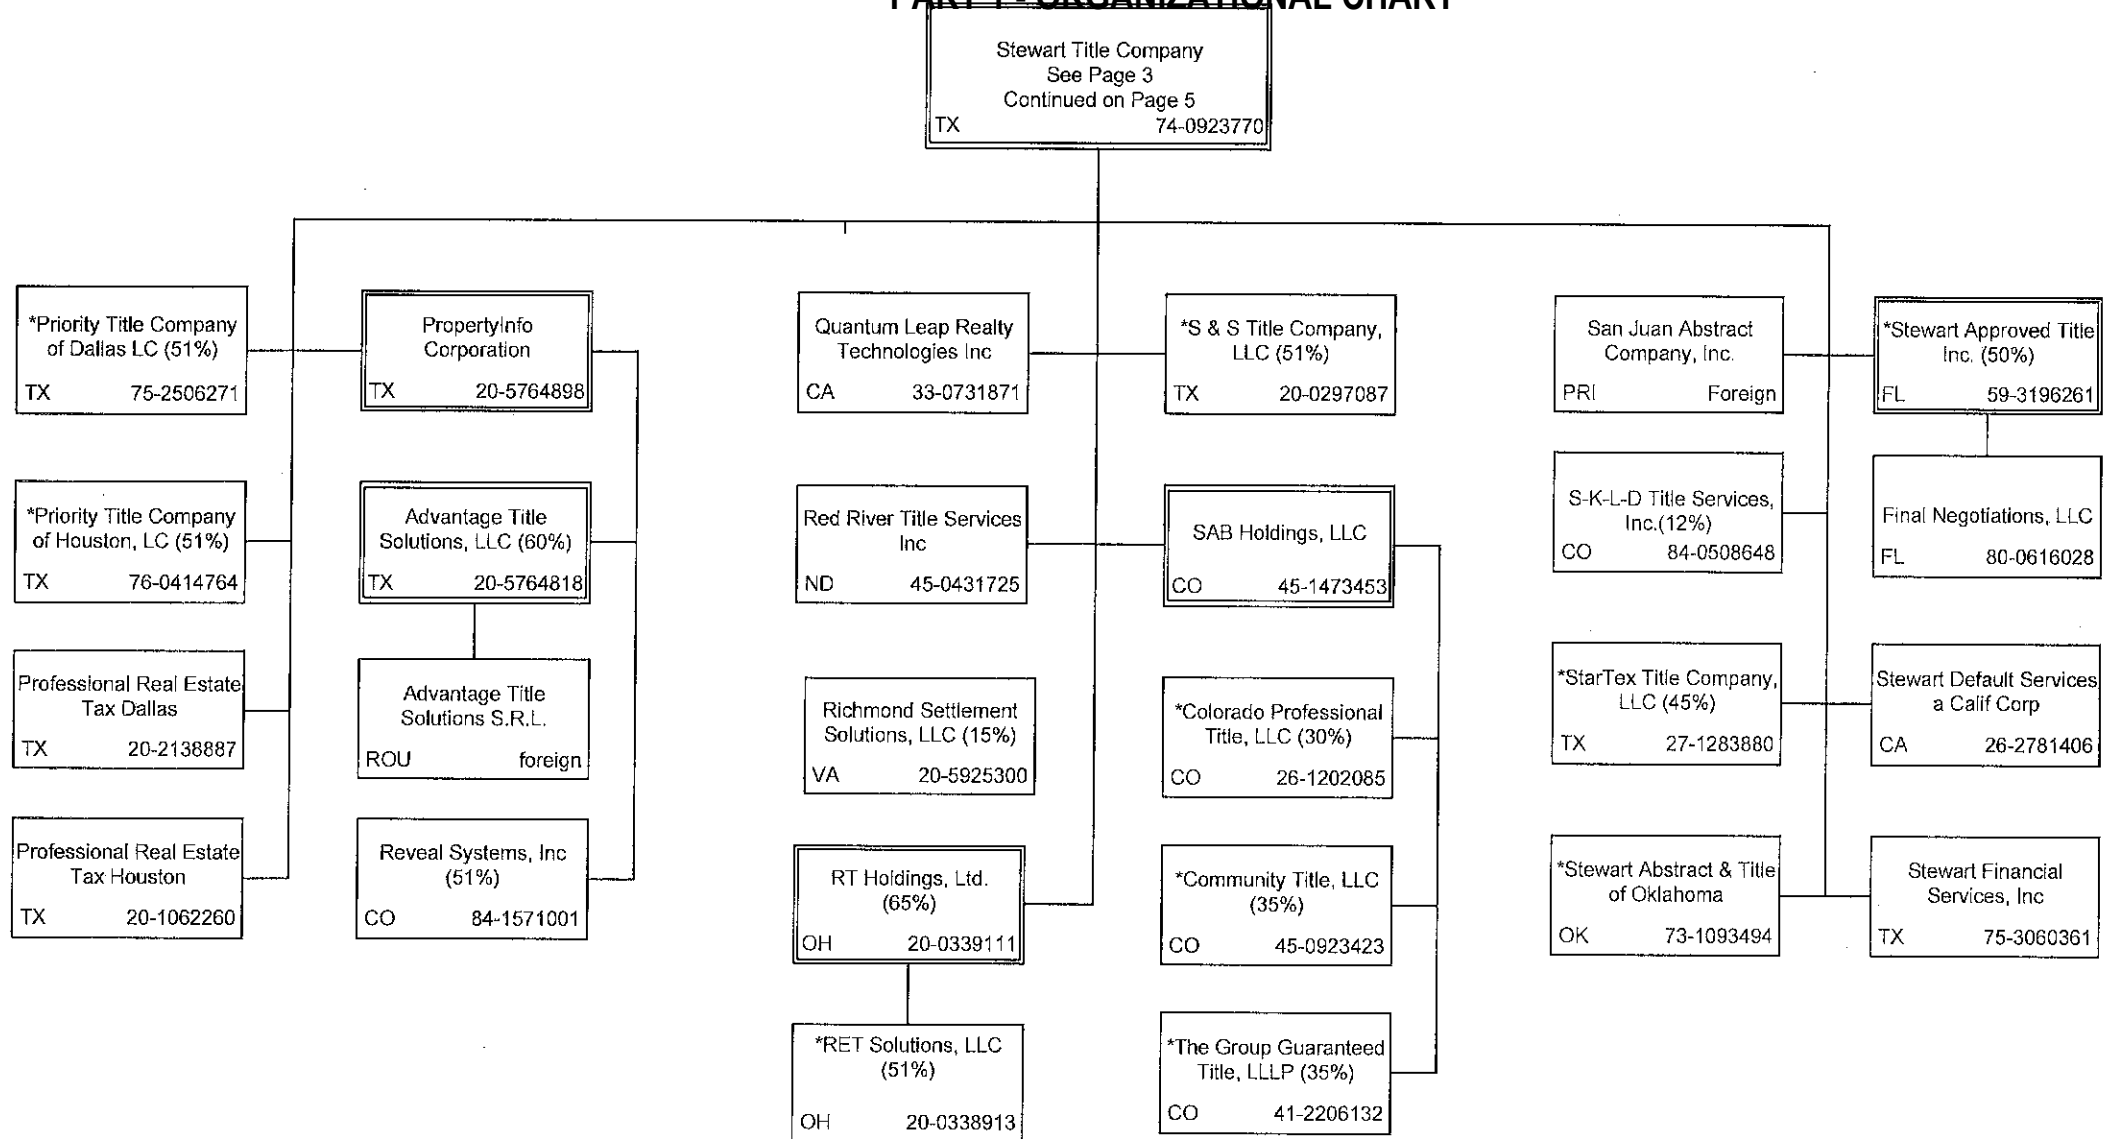 PART 1 - ORGANIZATIONAL CHART
Stewart Title Company
See Page 3
Continued on Page 5
TX 74-0923770
*Priority Title Company
of Dallas LC (51%)
TX 75-2506271
PropertyInfo
Corporation
TX 20-5764898
Quantum Leap Realty
Technologies Inc
CA 33-0731871
*S & S Title Company,
LLC (51%)
TX 20-0297087
San Juan Abstract
Company, Inc.
PRI Foreign
*Stewart Approved Title
Inc. (50%)
FL 59-3196261
*Priority Title Company
of Houston, LC (51%)
TX 76-0414764
Advantage Title
Solutions, LLC (60%)
TX 20-5764818
Red River Title Services
Inc
ND 45-0431725
SAB Holdings, LLC
CO 45-1473453
S-K-L-D Title Services,
Inc.(12%)
CO 84-0508648
Final Negotiations, LLC
FL 80-0616028
Professional Real Estate
Tax Dallas
TX 20-2138887
Advantage Title
Solutions S.R.L.
ROU foreign
Richmond Settlement
Solutions, LLC (15%)
VA 20-5925300
*Colorado Professional
Title, LLC (30%)
CO 26-1202085
*StarTex Title Company,
LLC (45%)
TX 27-1283880
Stewart Default Services
a Calif Corp
CA 26-2781406
Professional Real Estate
Tax Houston
TX 20-1062260
Reveal Systems, Inc
(51%)
CO 84-1571001
RT Holdings, Ltd.
(65%)
OH 20-0339111
*Community Title, LLC
(35%)
CO 45-0923423
*Stewart Abstract & Title
of Oklahoma
OK 73-1093494
Stewart Financial
Services, Inc
TX 75-3060361
*RET Solutions, LLC
(51%)
OH 20-0338913
*The Group Guaranteed
Title, LLLP (35%)
CO 41-2206132